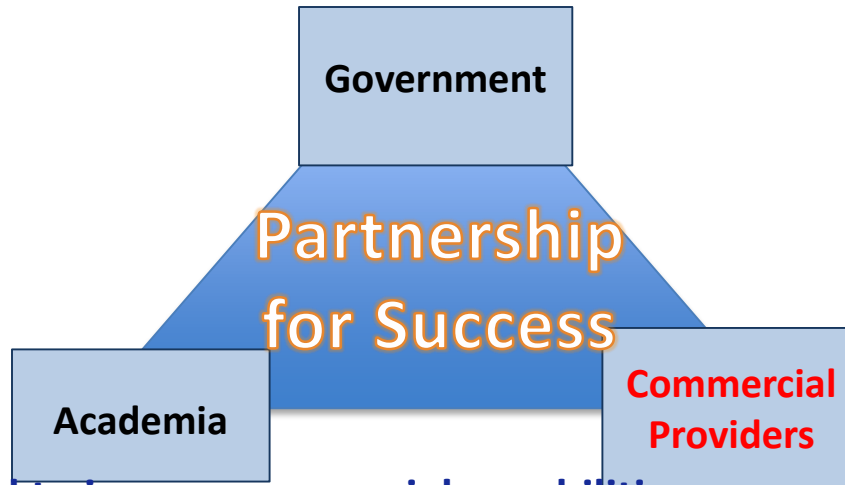 Government
Partnership
for Success
Academia
Commercial
Providers